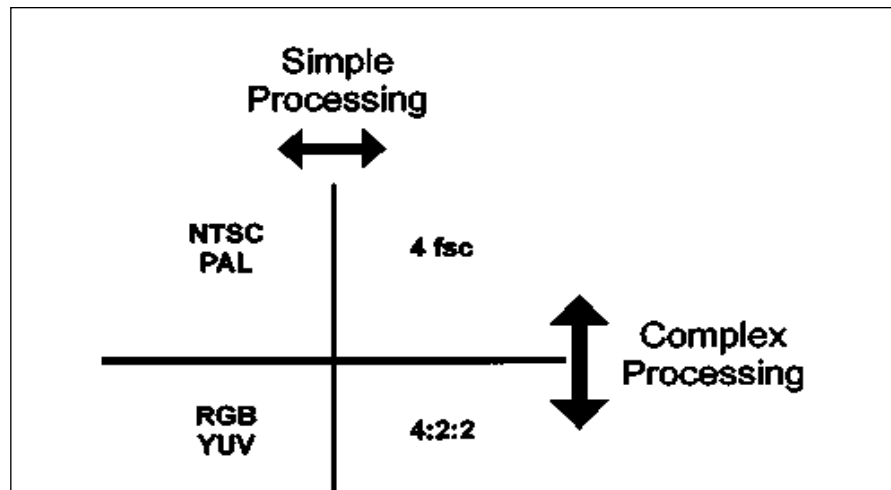 Simple
Processing
NTSC
PAL
4 fsc
Complex
Processing
RGB
YUV
4:2:2